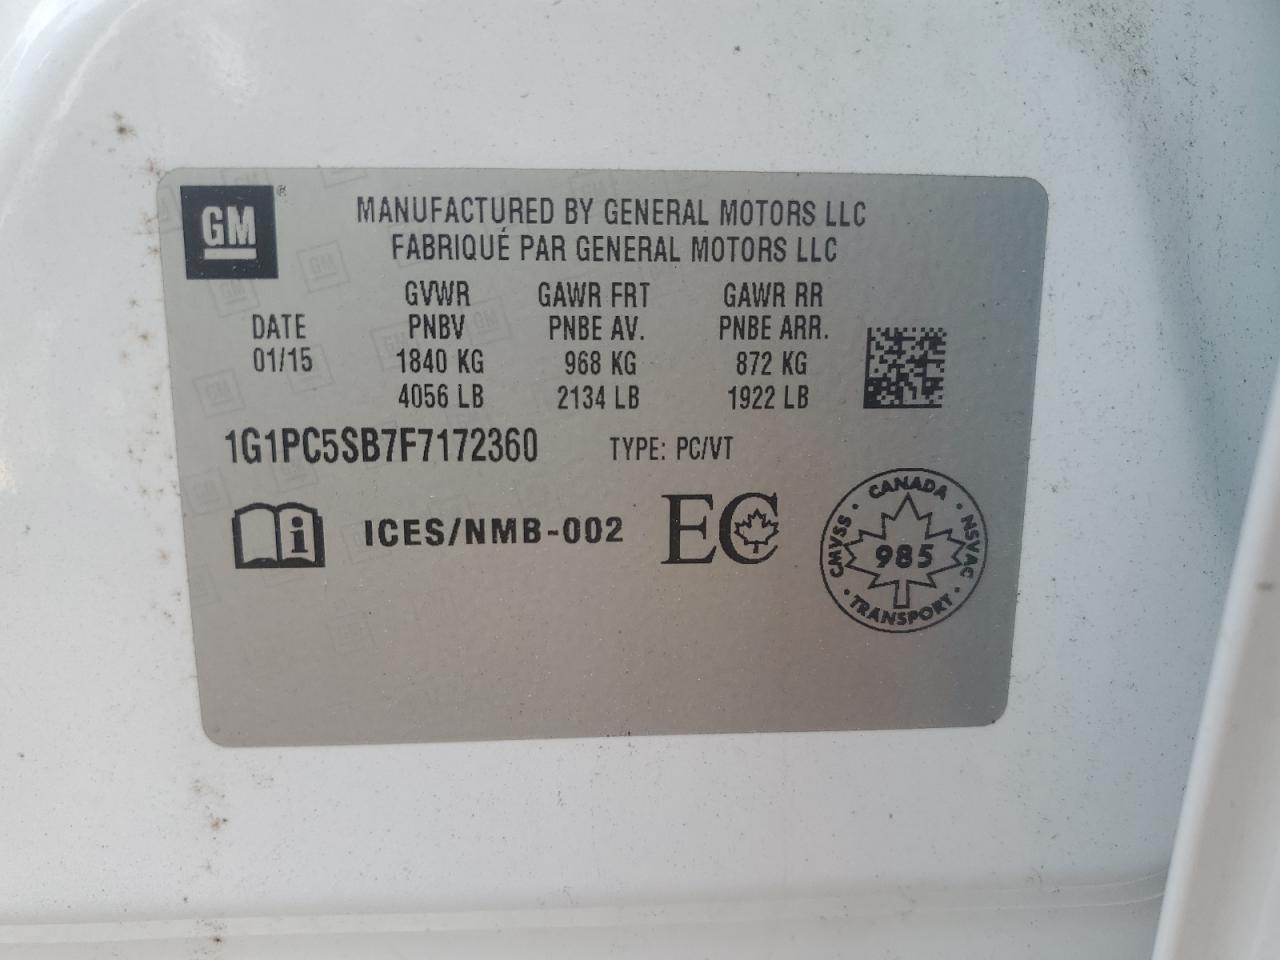 GM ®
MANUFACTURED BY GENERAL MOTORS LLC
FABRIQUÉ PAR GENERAL MOTORS LLC
GVWR GAWR FRT GAWR RR
DATE PNBV PNBE AV. PNBE ARR.
01/15 1840 KG 968 KG 872 KG
4056 LB 2134 LB 1922 LB
1G1PC5SB7F7172360 TYPE: PC/VT
i ICES/NMB-002 EC
CANADA
CMVSS 985 NSVAC
TRANSPORT